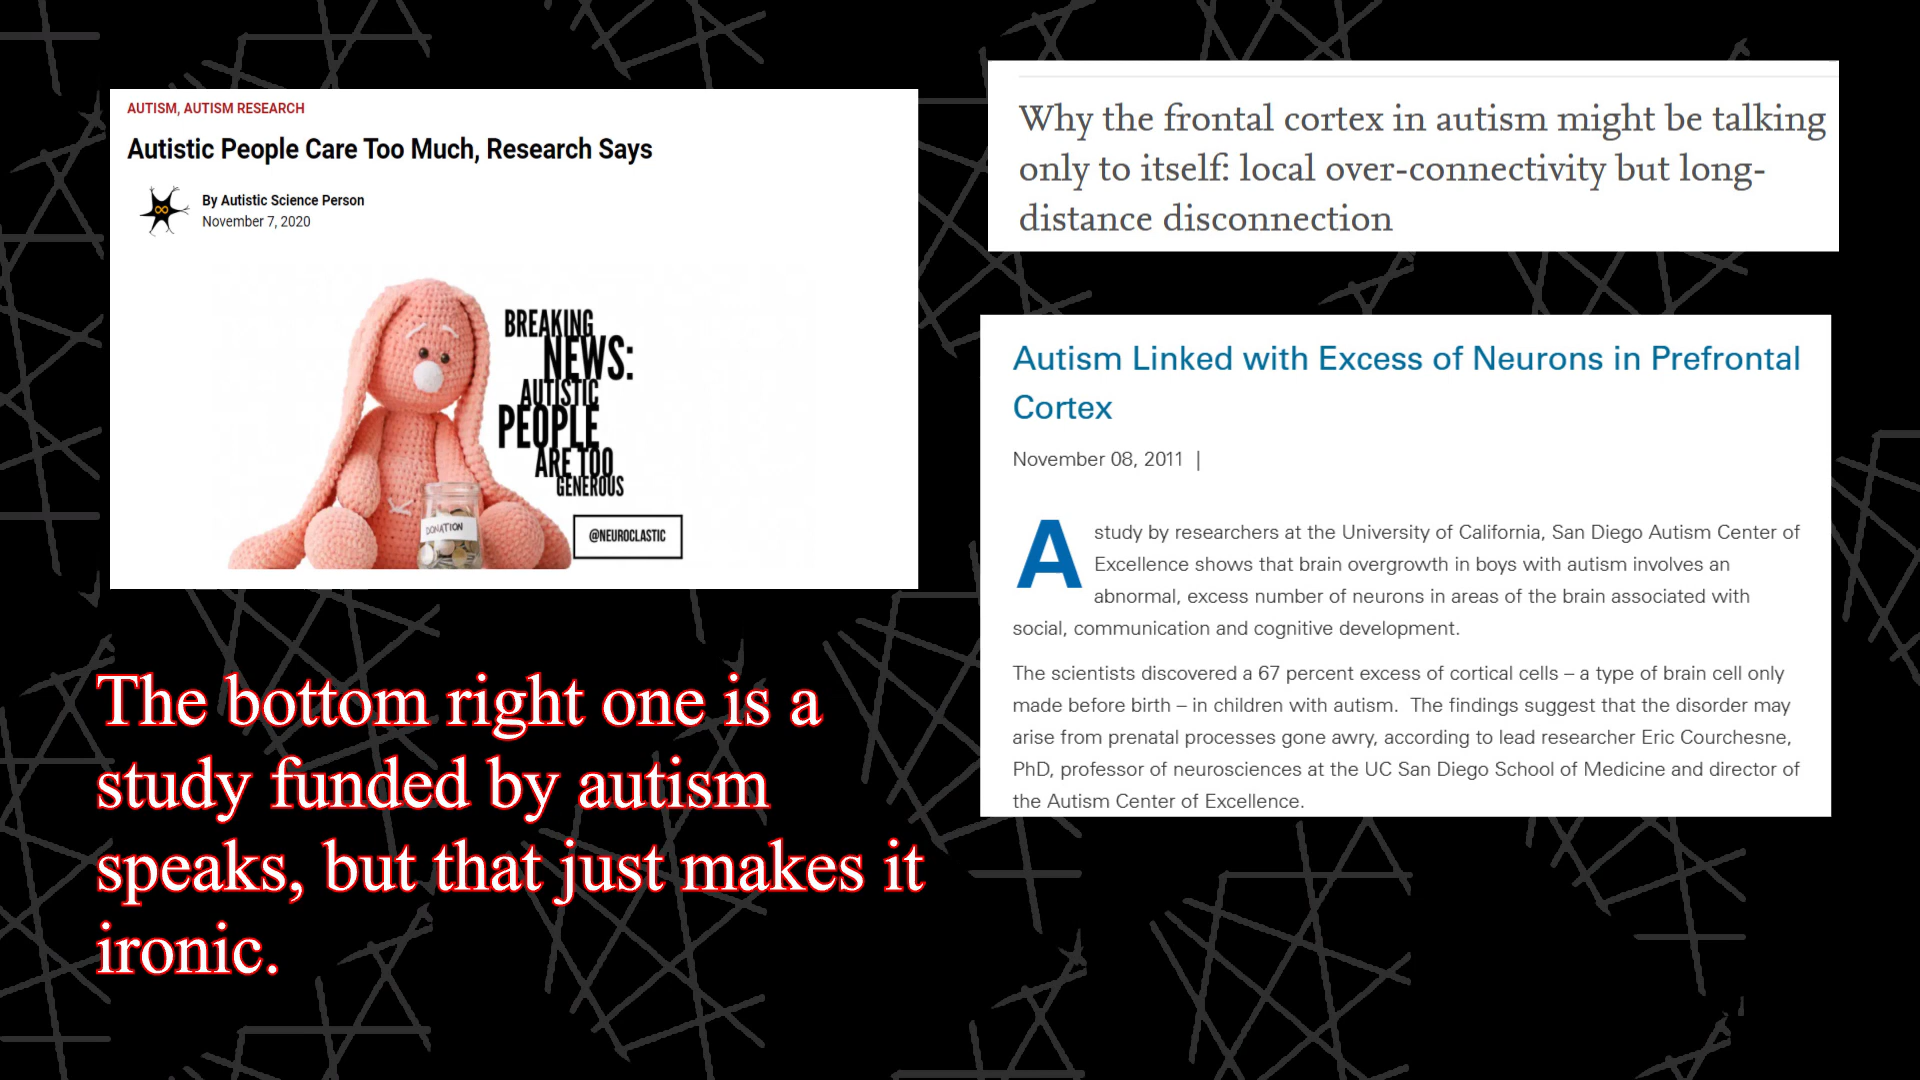 AUTISM, AUTISM RESEARCH
Autistic People Care Too Much, Research Says
By Autistic Science Person
November 7, 2020
BREAKING
NEWS:
AUTISTIC
PEOPLE
ARE TOO
GENEROUS
DONATION
@NEUROCLASTIC
The bottom right one is a
study funded by autism
speaks, but that just makes it
ironic.
Why the frontal cortex in autism might be talking
only to itself: local over-connectivity but long-
distance disconnection
Autism Linked with Excess of Neurons in Prefrontal
Cortex
November 08, 2011 |
A study by researchers at the University of California, San Diego Autism Center of
Excellence shows that brain overgrowth in boys with autism involves an
abnormal, excess number of neurons in areas of the brain associated with
social, communication and cognitive development.
The scientists discovered a 67 percent excess of cortical cells – a type of brain cell only
made before birth – in children with autism.  The findings suggest that the disorder may
arise from prenatal processes gone awry, according to lead researcher Eric Courchesne,
PhD, professor of neurosciences at the UC San Diego School of Medicine and director of
the Autism Center of Excellence.